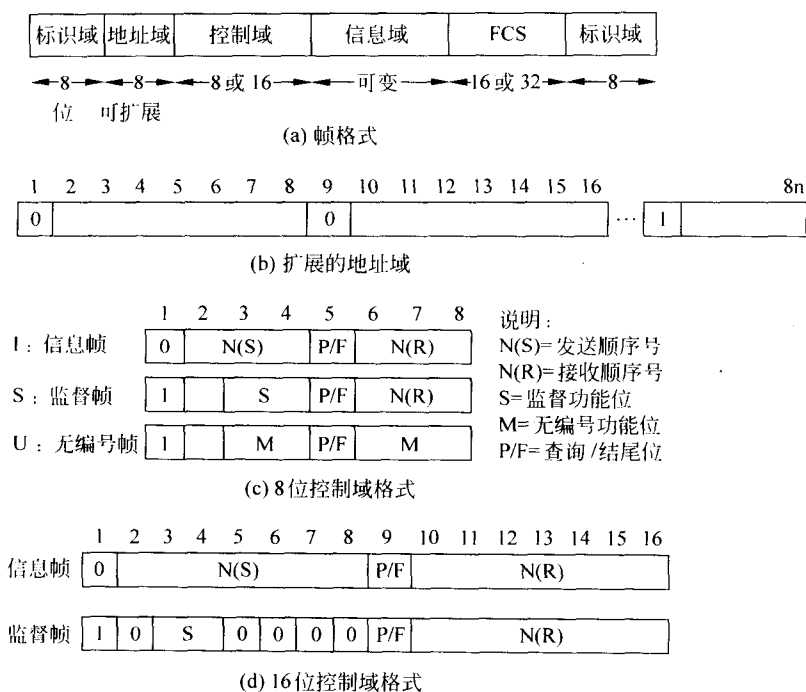 标识域 地址域 控制域 信息域 FCS 标识域
8 8 8或16 可变 16或32 8
位 可扩展
(a) 帧格式
1 2 3 4 5 6 7 8 9 10 11 12 13 14 15 16 8n
0 0 … 1
(b) 扩展的地址域
1 2 3 4 5 6 7 8
I：信息帧 0 N(S) P/F N(R)
S：监督帧 1 S P/F N(R)
U：无编号帧 1 M P/F M
(c) 8位控制域格式
说明：
N(S)=发送顺序号
N(R)=接收顺序号
S=监督功能位
M=无编号功能位
P/F=查询/结尾位
1 2 3 4 5 6 7 8 9 10 11 12 13 14 15 16
信息帧 0 N(S) P/F N(R)
监督帧 1 0 S 0 0 0 0 P/F N(R)
(d) 16位控制域格式